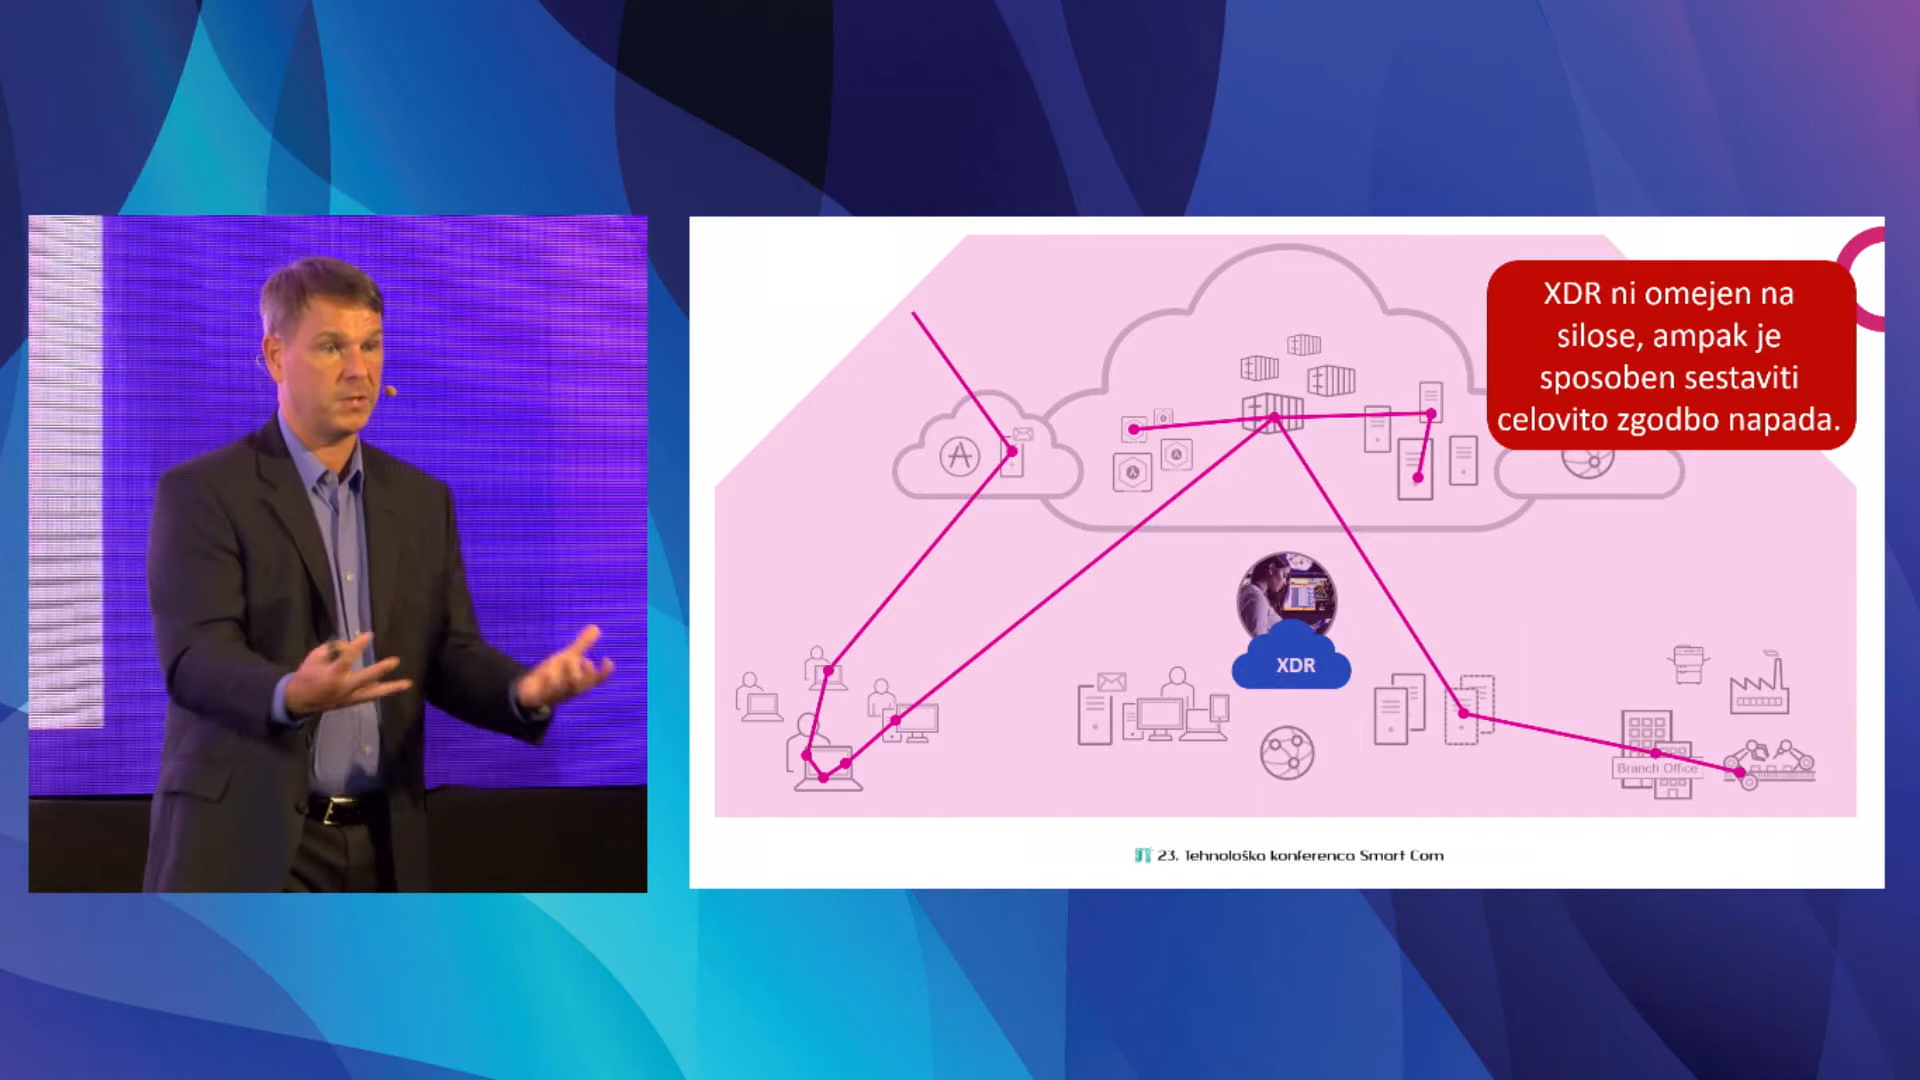 XDR ni omejen na
silose, ampak je
sposoben sestaviti
celovito zgodbo napada.
XDR
Branch Office
23. Tehnološka konferenca Smart Com